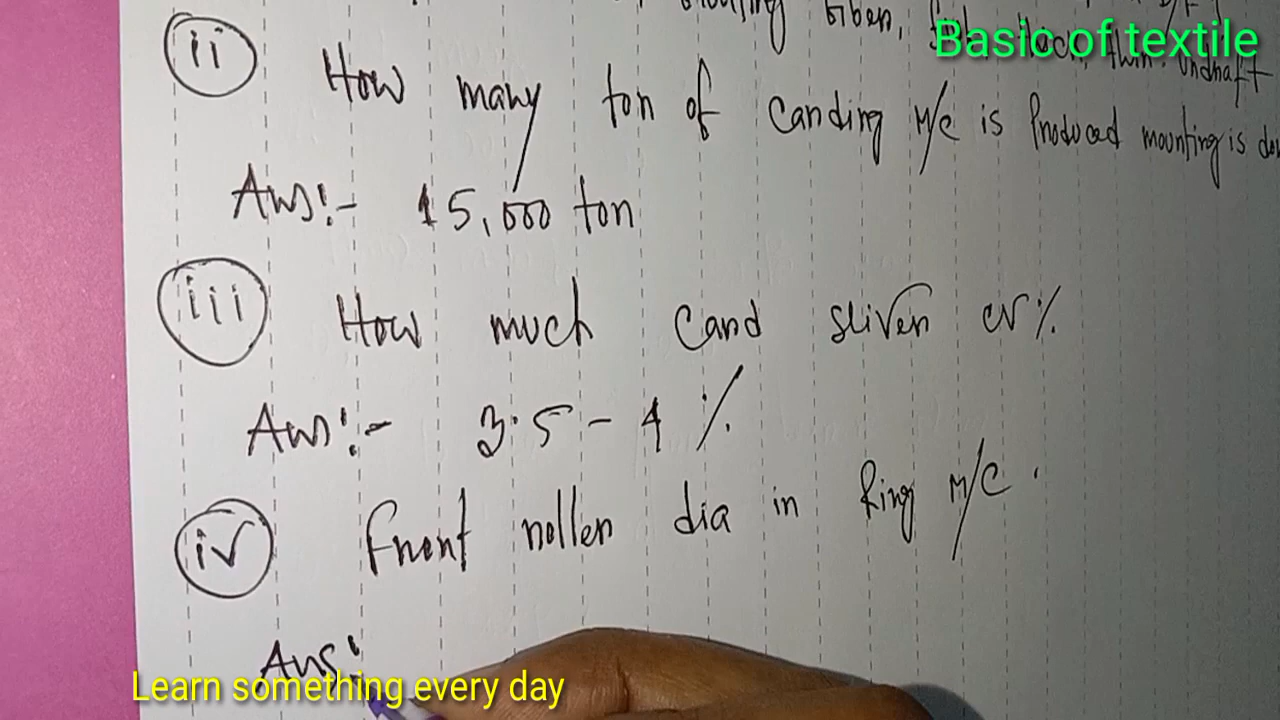 Basic of textile
ii
How many ton of Carding M/C is Produced mounting is
Ans:- 15,000 ton
iii
How much Card sliver CV%
Ans:- 3.5 - 4 %
iv
Front roller dia in Ring M/C.
Ans:
Learn something every day